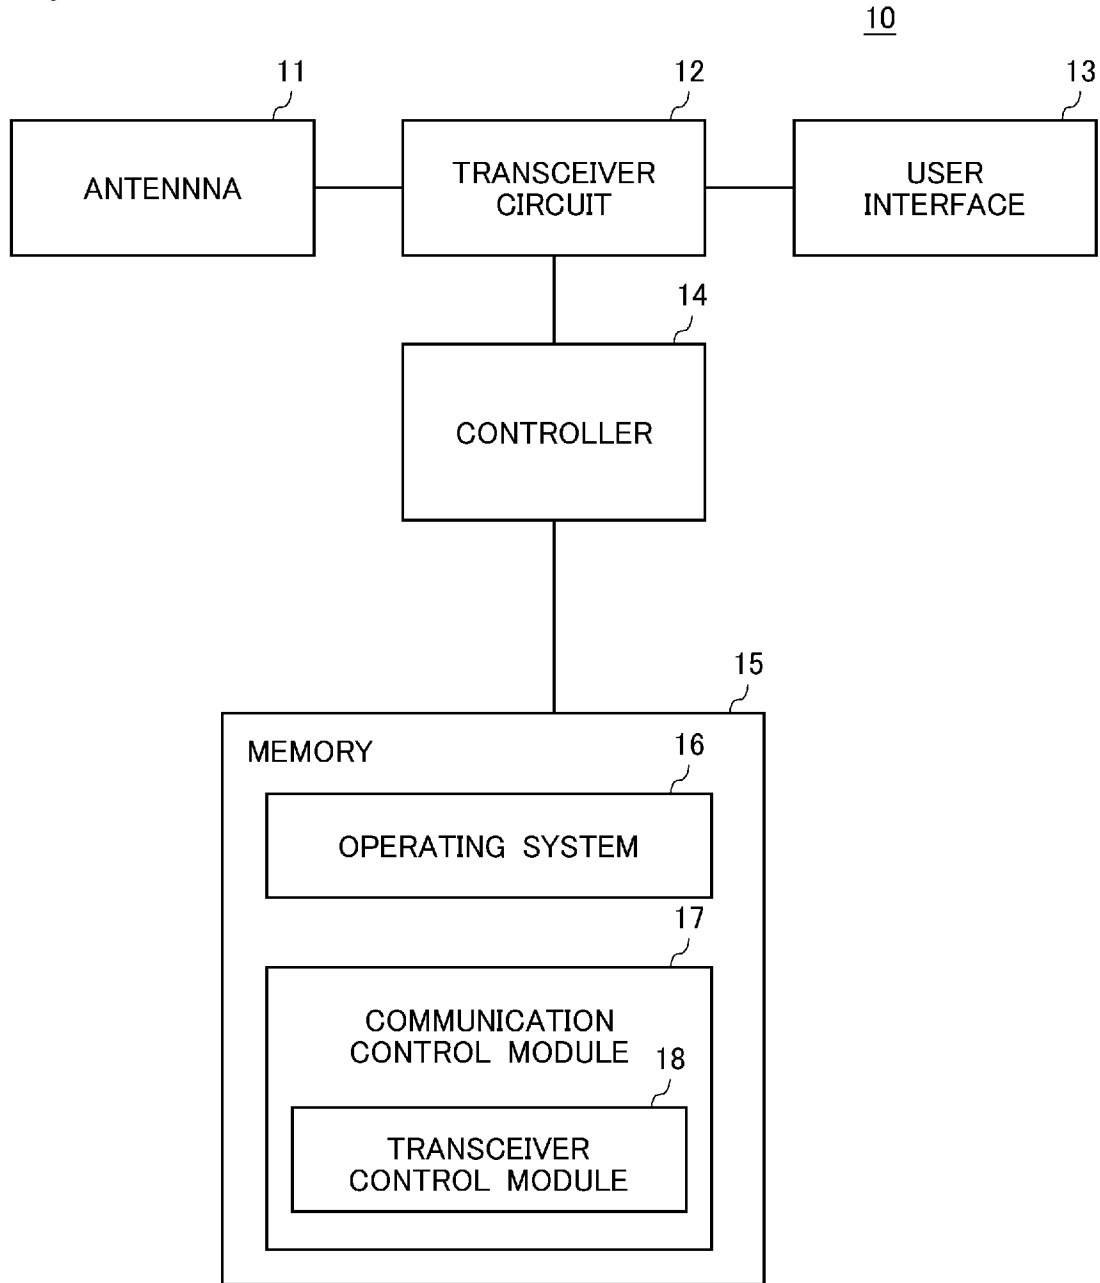 10
11
12
13
ANTENNNA
TRANSCEIVER
CIRCUIT
USER
INTERFACE
14
CONTROLLER
15
MEMORY
16
OPERATING SYSTEM
17
COMMUNICATION
CONTROL MODULE
18
TRANSCEIVER
CONTROL MODULE